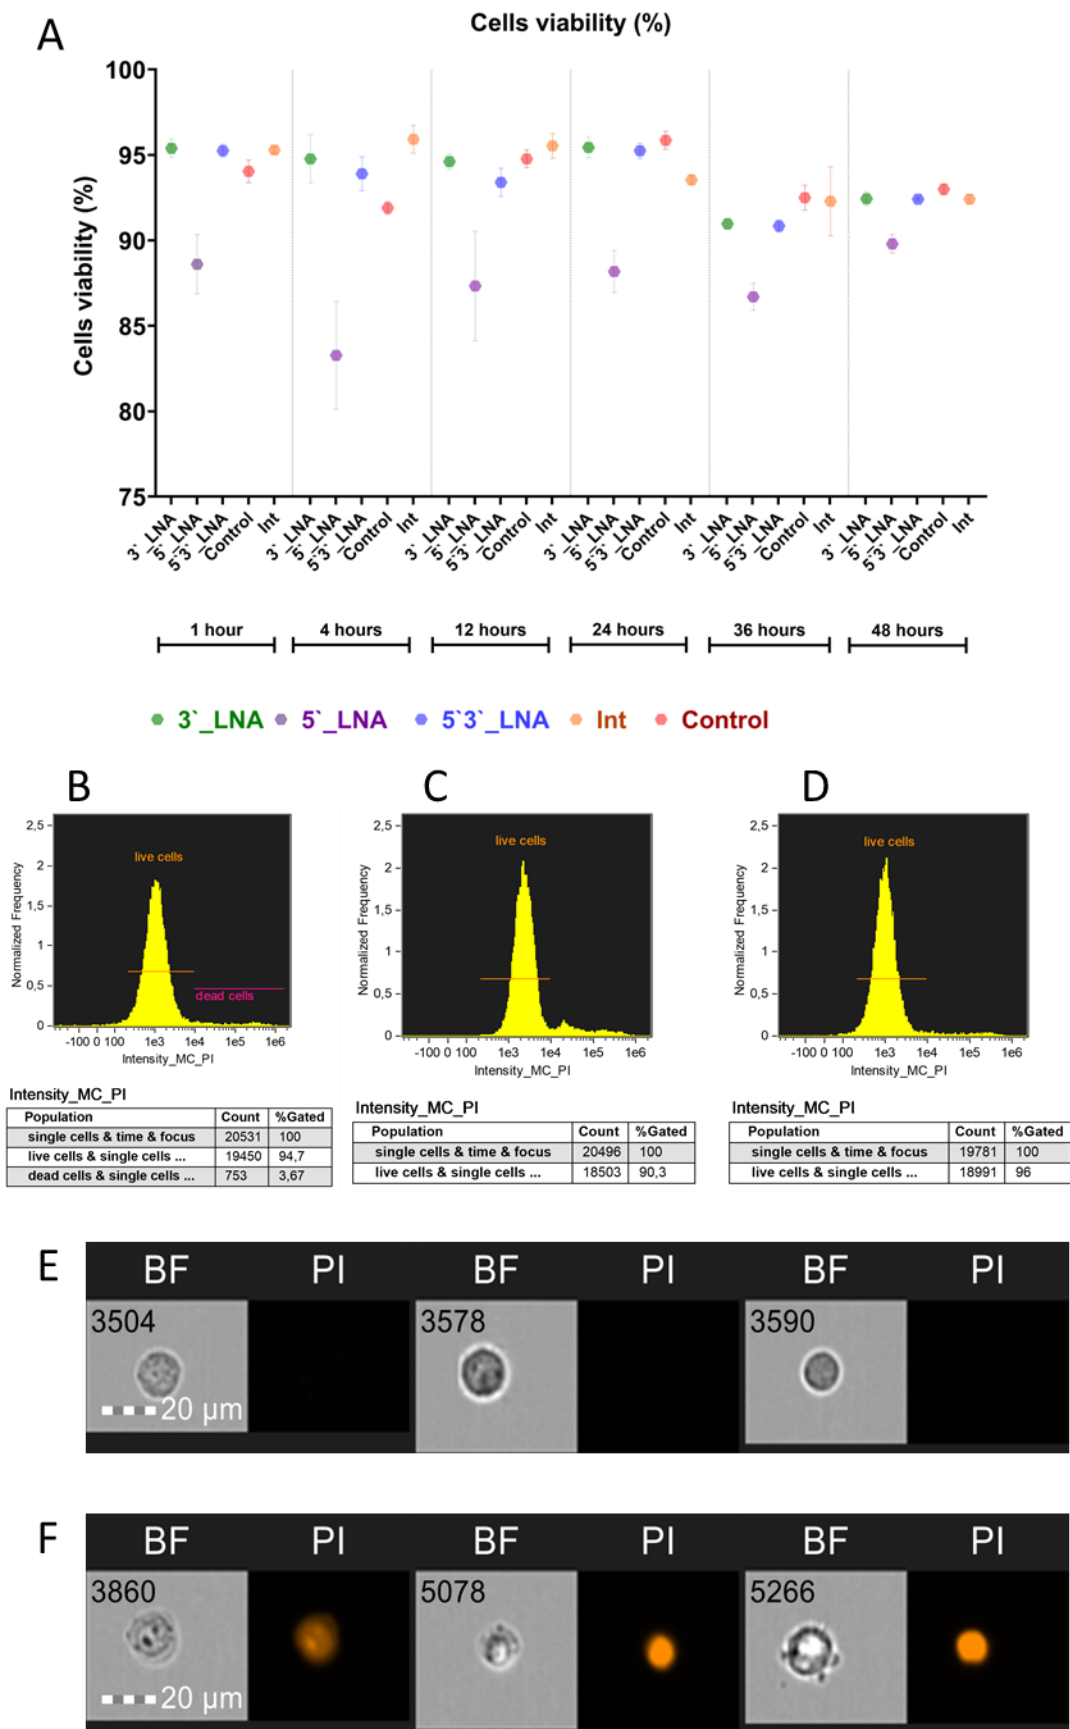 A
Cells viability (%)
Cells viability (%)
100
95
90
85
80
75
3`_LNA 5`_LNA 5`3`_LNA Control Int 3`_LNA 5`_LNA 5`3`_LNA Control Int 3`_LNA 5`_LNA 5`3`_LNA Control Int 3`_LNA 5`_LNA 5`3`_LNA Control Int 3`_LNA 5`_LNA 5`3`_LNA Control Int 3`_LNA 5`_LNA 5`3`_LNA Control Int
1 hour 4 hours 12 hours 24 hours 36 hours 48 hours
3`_LNA 5`_LNA 5`3`_LNA Int Control
B
Normalized Frequency
2,5
2
1,5
1
0,5
0
live cells
dead cells
-100 0 100 1e3 1e4 1e5 1e6
Intensity_MC_PI
Intensity_MC_PI
Population Count %Gated
single cells & time & focus 20531 100
live cells & single cells ... 19450 94,7
dead cells & single cells ... 753 3,67
C
Normalized Frequency
2,5
2
1,5
1
0,5
0
live cells
-100 0 100 1e3 1e4 1e5 1e6
Intensity_MC_PI
Intensity_MC_PI
Population Count %Gated
single cells & time & focus 20496 100
live cells & single cells ... 18503 90,3
D
Normalized Frequency
2,5
2
1,5
1
0,5
0
live cells
-100 0 100 1e3 1e4 1e5 1e6
Intensity_MC_PI
Intensity_MC_PI
Population Count %Gated
single cells & time & focus 19781 100
live cells & single cells ... 18991 96
E
BF PI BF PI BF PI
3504 3578 3590
20 µm
F
BF PI BF PI BF PI
3860 5078 5266
20 µm